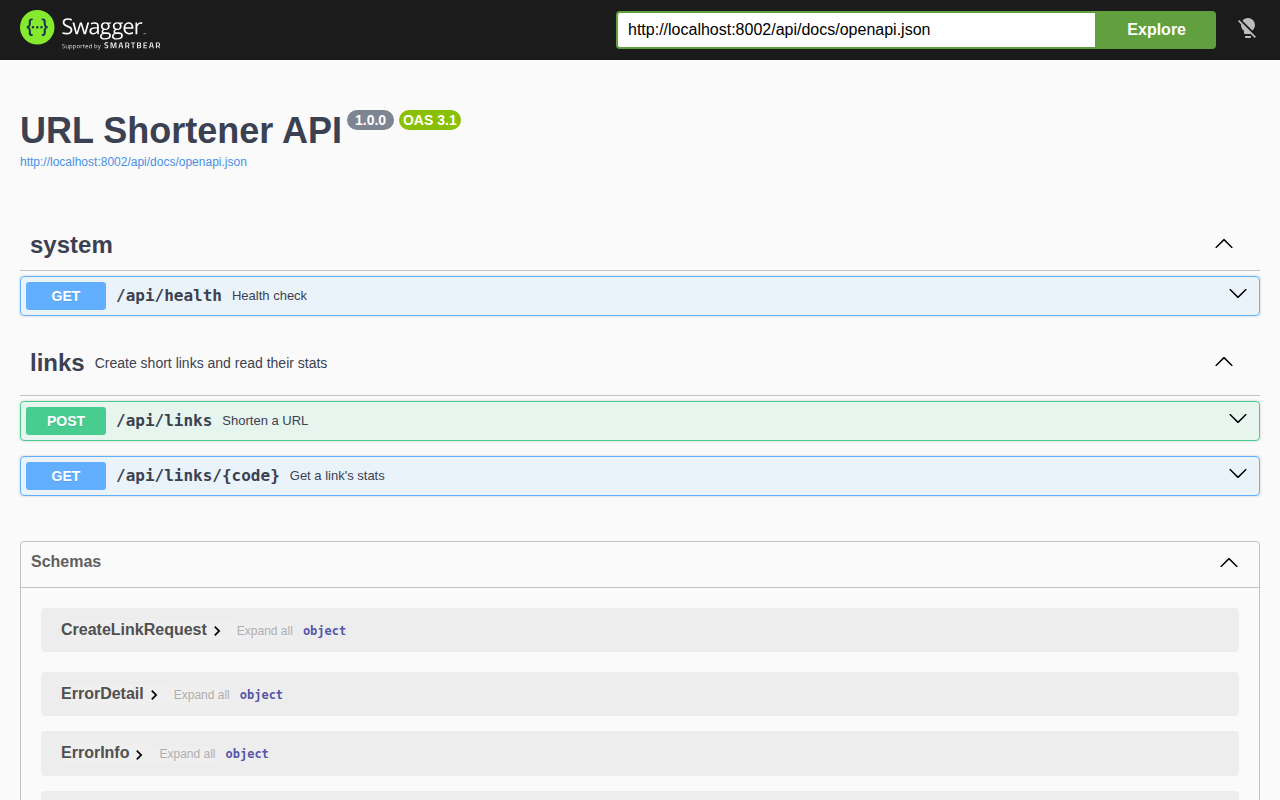 Swagger
Supported by SMARTBEAR
http://localhost:8002/api/docs/openapi.json
Explore
URL Shortener API 1.0.0 OAS 3.1
http://localhost:8002/api/docs/openapi.json
system
GET /api/health Health check
links Create short links and read their stats
POST /api/links Shorten a URL
GET /api/links/{code} Get a link's stats
Schemas
CreateLinkRequest Expand all object
ErrorDetail Expand all object
ErrorInfo Expand all object